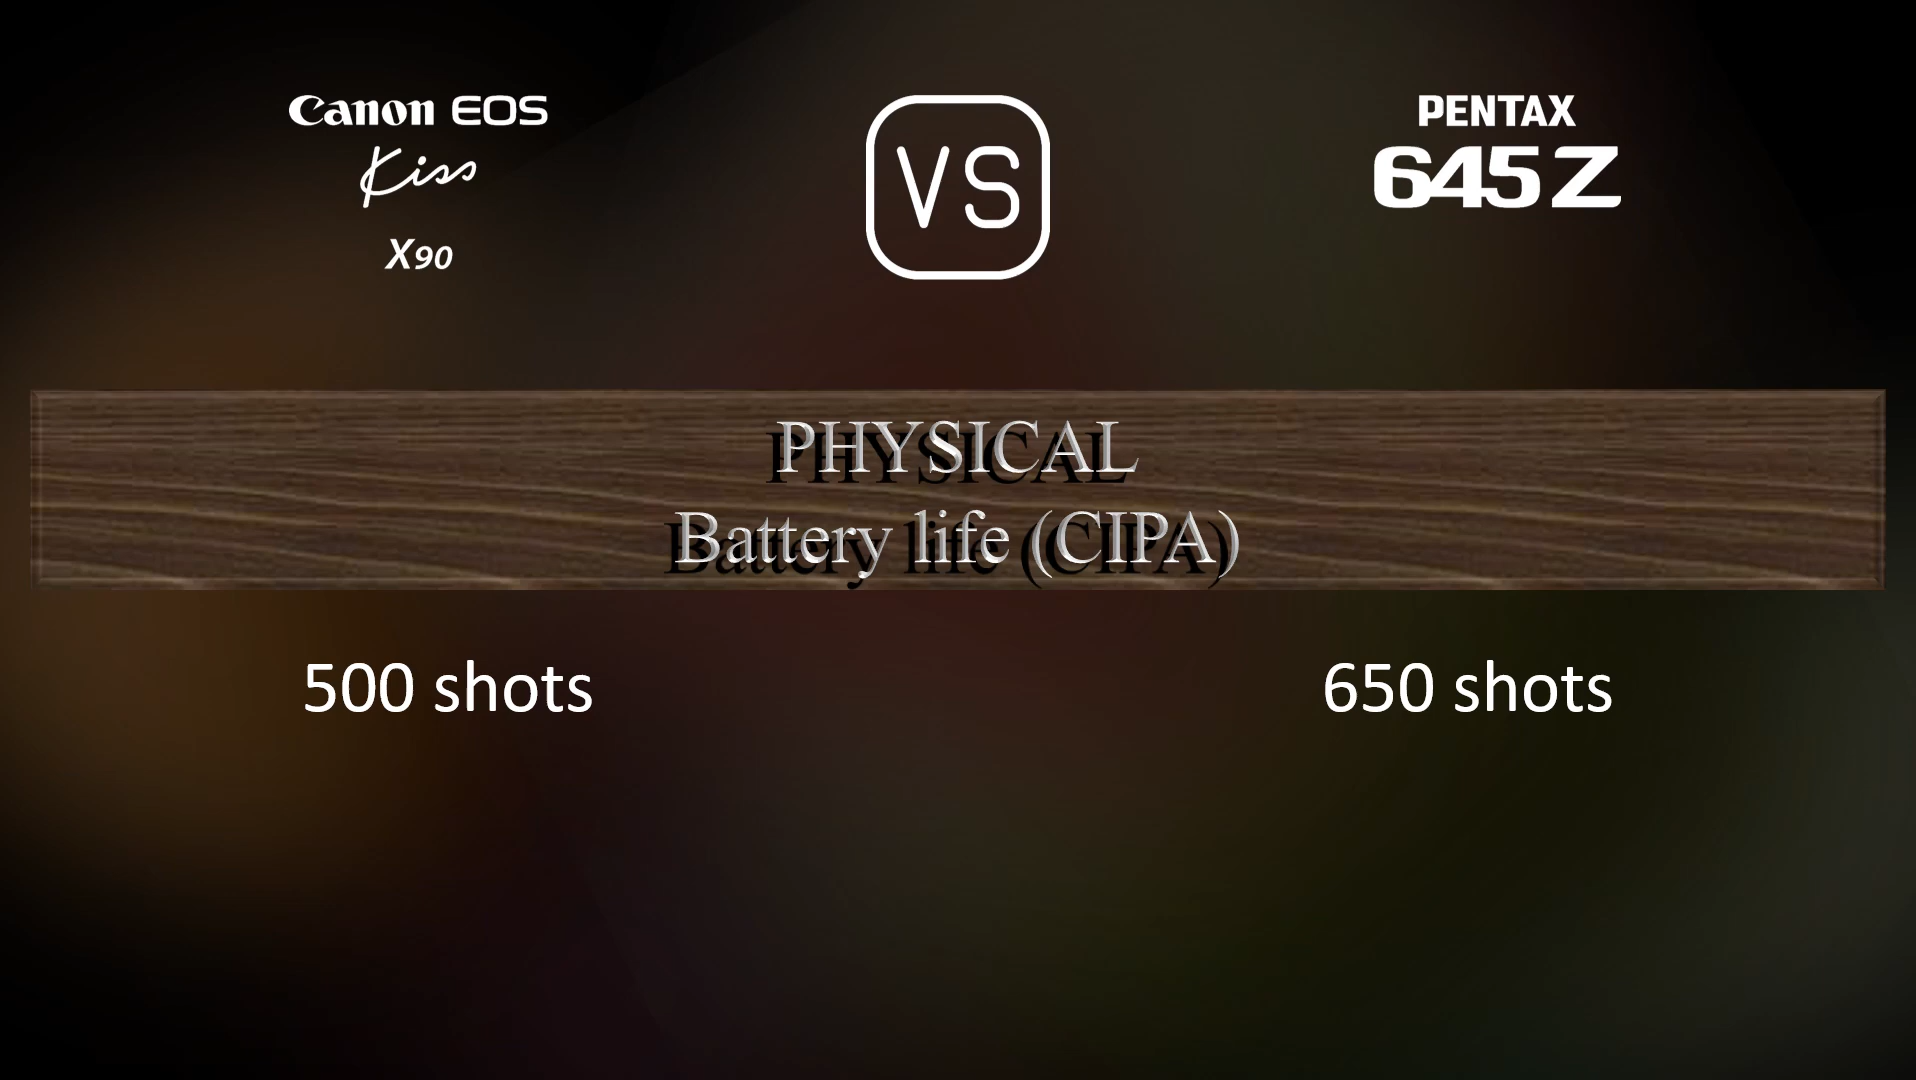 Canon EOS
Kiss
X90
VS
PENTAX
645Z
PHYSICAL
Battery life (CIPA)
500 shots
650 shots